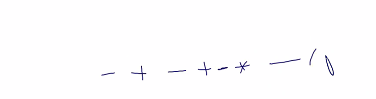 - + - + - * — / 0